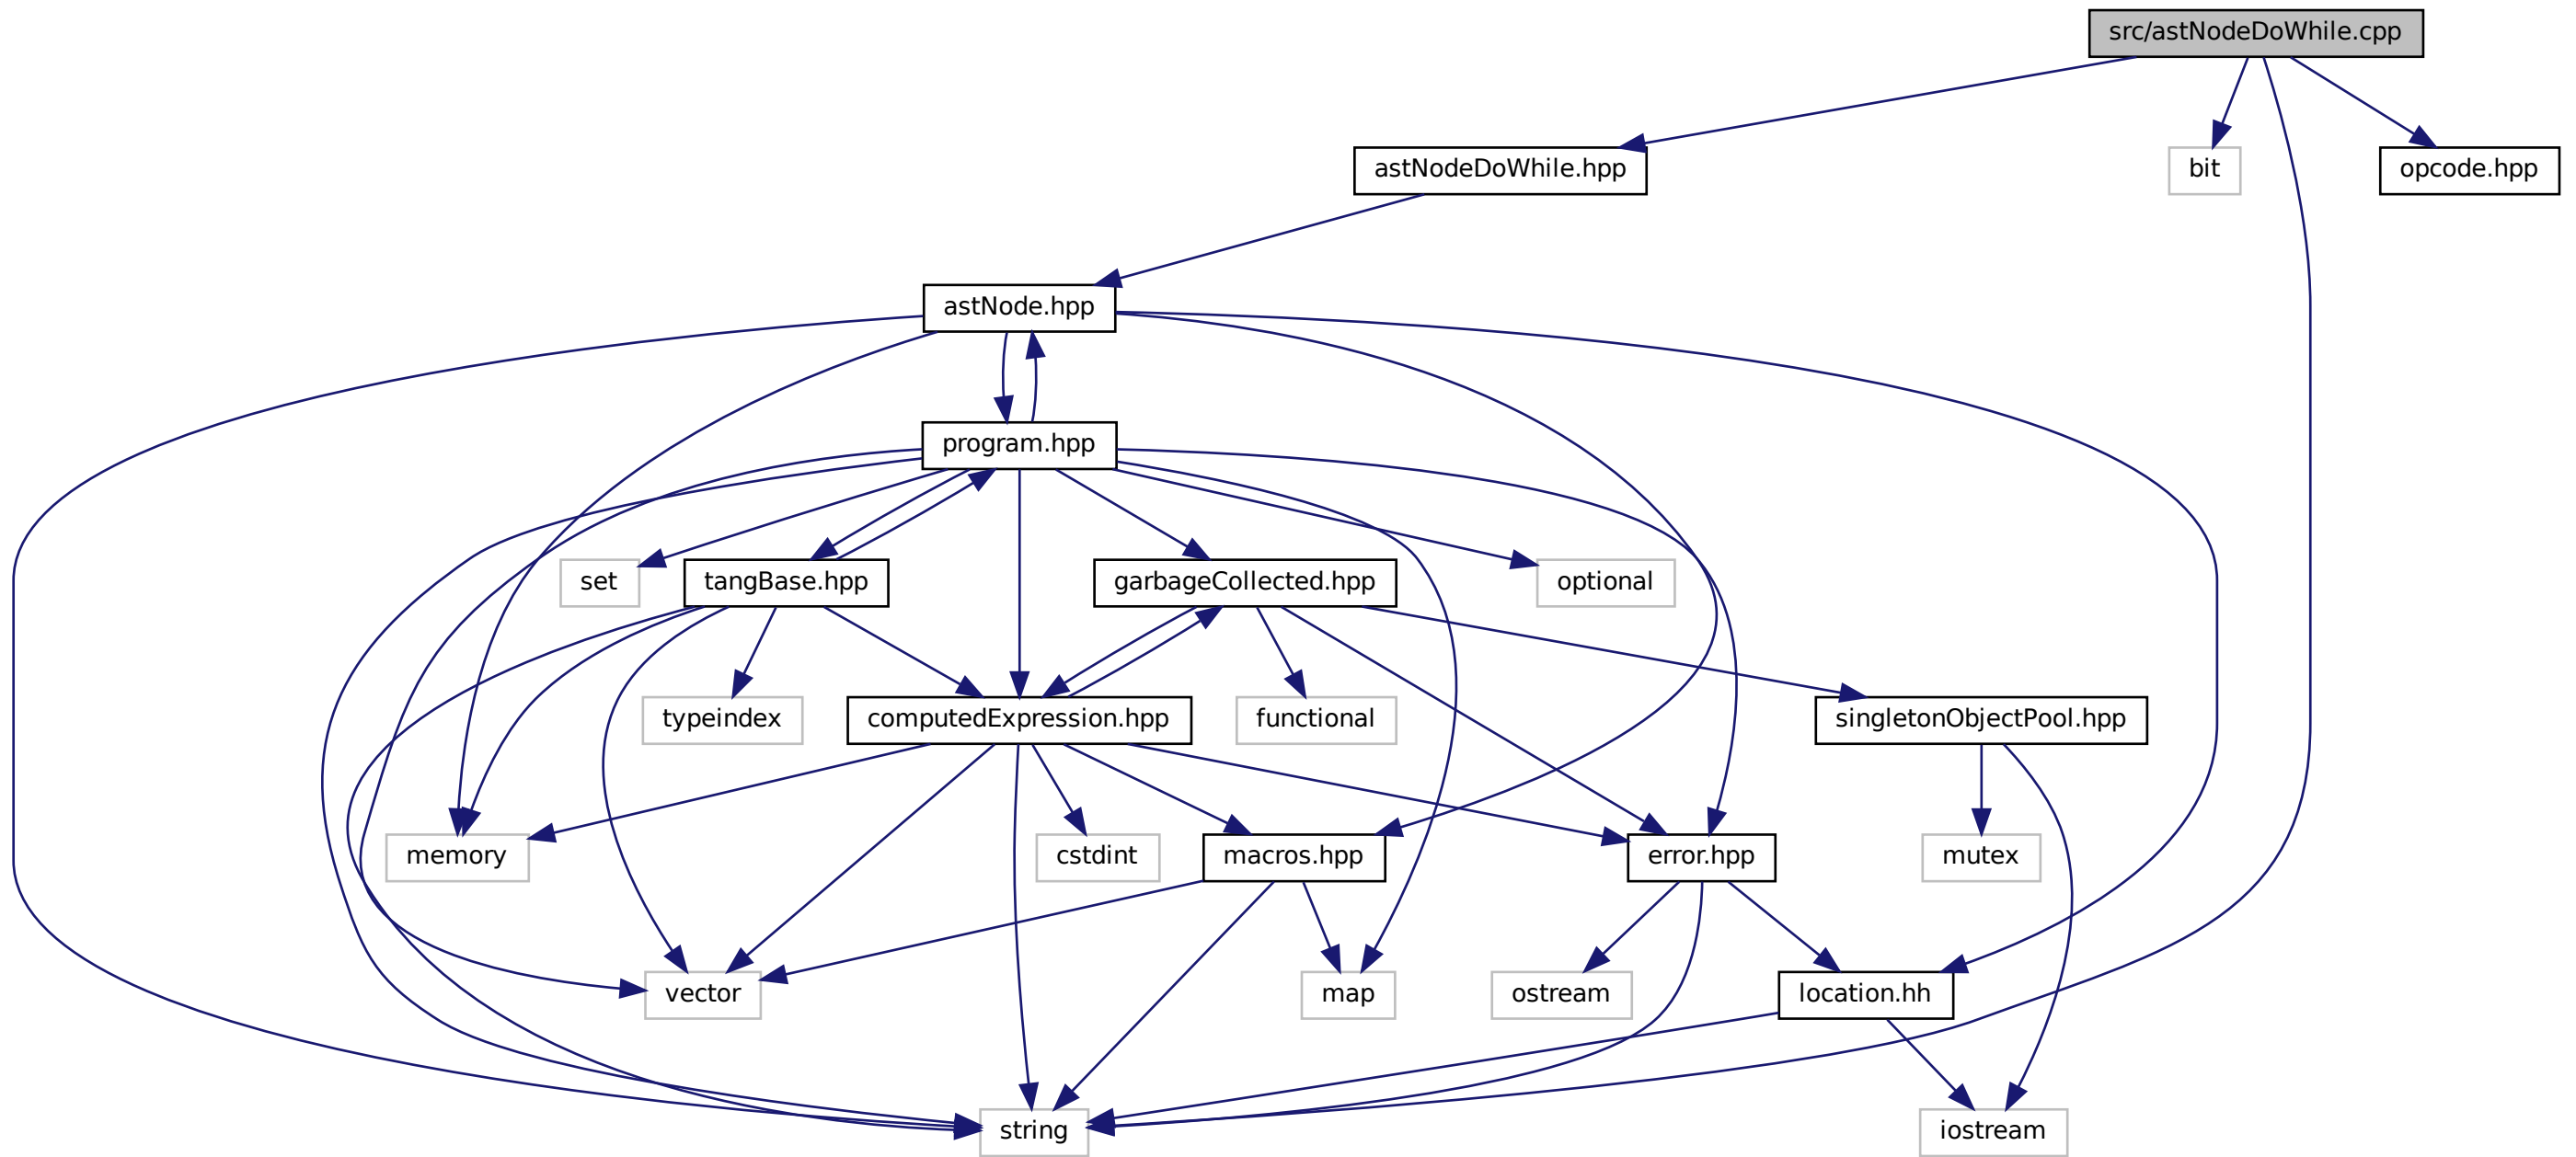 src/astNodeDoWhile.cpp
astNodeDoWhile.hpp
bit
opcode.hpp
astNode.hpp
program.hpp
set
tangBase.hpp
garbageCollected.hpp
optional
typeindex
computedExpression.hpp
functional
singletonObjectPool.hpp
memory
cstdint
macros.hpp
error.hpp
mutex
vector
map
ostream
location.hh
string
iostream